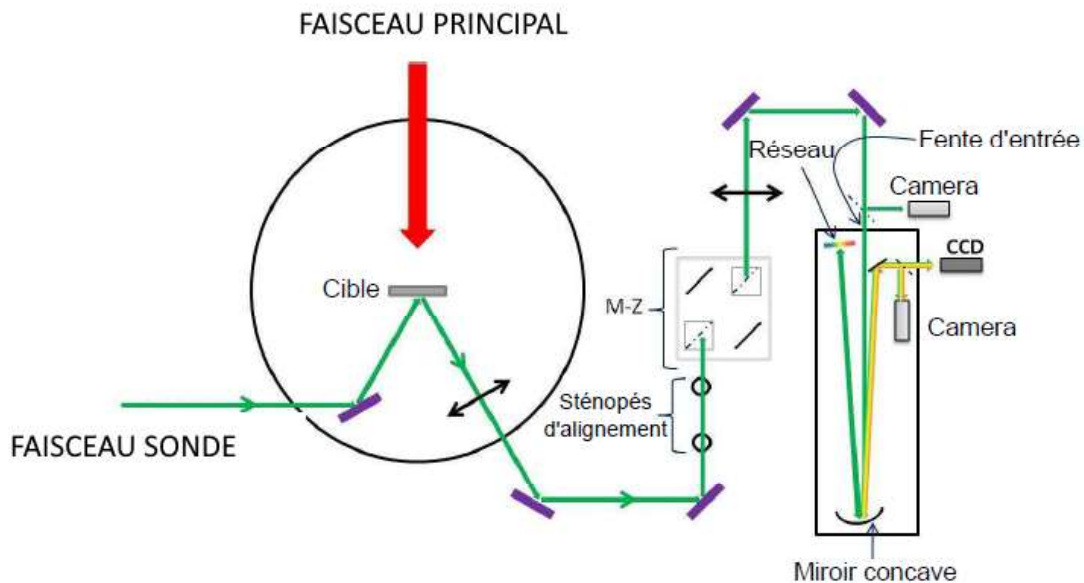 FAISCEAU PRINCIPAL
Fente d'entrée
Réseau
Camera
CCD
Cible
M-Z
Camera
Sténopés
d'alignement
FAISCEAU SONDE
Miroir concave